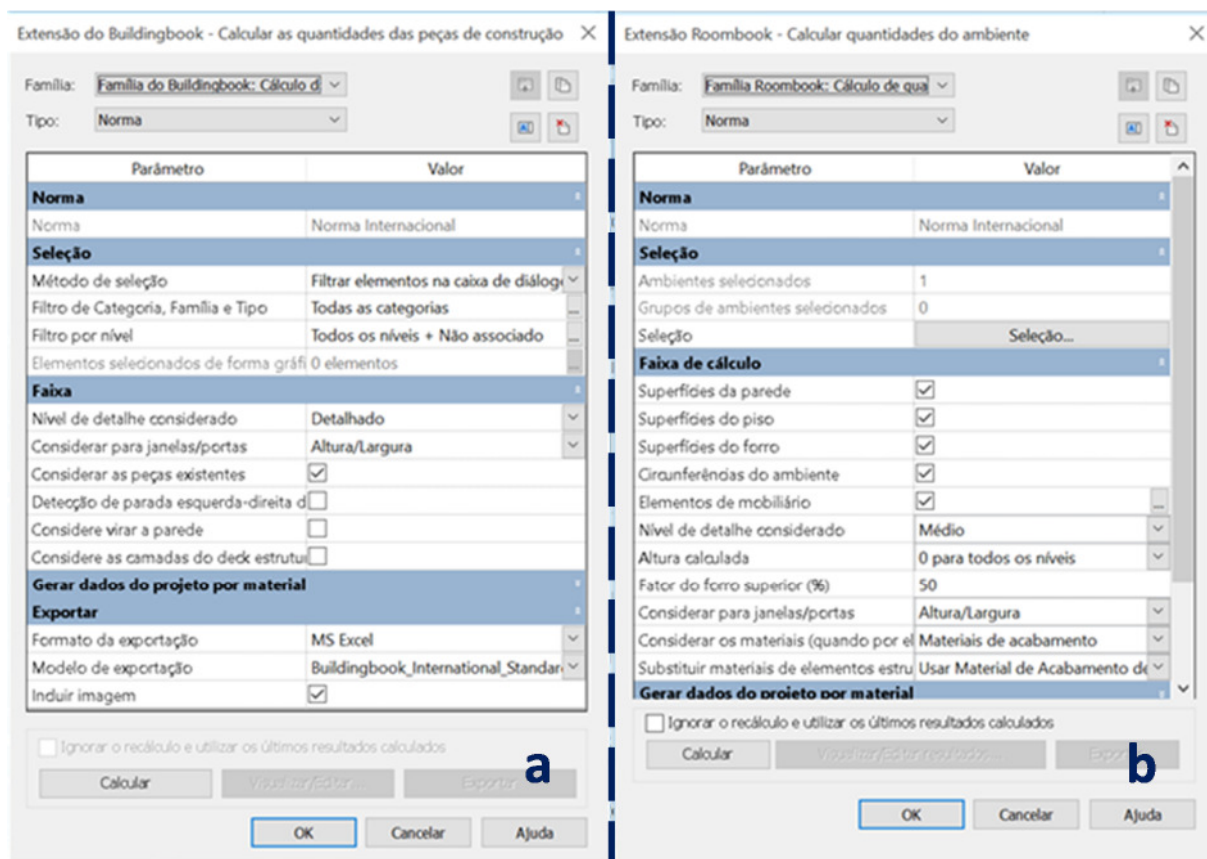 Extensão do Buildingbook - Calcular as quantidades das peças de construção
Família: Família do Buildingbook: Cálculo d
Tipo: Norma
Parâmetro Valor
Norma
Norma Norma Internacional
Seleção
Método de seleção Filtrar elementos na caixa de diálogo
Filtro de Categoria, Família e Tipo Todas as categorias ...
Filtro por nível Todos os níveis + Não associado ...
Elementos selecionados de forma gráfi 0 elementos ...
Faixa
Nível de detalhe considerado Detalhado
Considerar para janelas/portas Altura/Largura
Considerar as peças existentes
Detecção de parada esquerda-direita d
Considere virar a parede
Considere as camadas do deck estrutur
Gerar dados do projeto por material
Exportar
Formato da exportação MS Excel
Modelo de exportação Buildingbook_International_Standar
Incluir imagem
Ignorar o recálculo e utilizar os últimos resultados calculados
Calcular Visualizar/Editar... Exportar
a
OK Cancelar Ajuda
Extensão Roombook - Calcular quantidades do ambiente
Família: Família Roombook: Cálculo de qua
Tipo: Norma
Parâmetro Valor
Norma
Norma Norma Internacional
Seleção
Ambientes selecionados 1
Grupos de ambientes selecionados 0
Seleção Seleção...
Faixa de cálculo
Superfícies da parede
Superfícies do piso
Superfícies do forro
Circunferências do ambiente
Elementos de mobiliário ...
Nível de detalhe considerado Médio
Altura calculada 0 para todos os níveis
Fator do forro superior (%) 50
Considerar para janelas/portas Altura/Largura
Considerar os materiais (quando por el Materiais de acabamento
Substituir materiais de elementos estru Usar Material de Acabamento de
Gerar dados do projeto por material
Ignorar o recálculo e utilizar os últimos resultados calculados
Calcular Visualizar/Editar resultados...
b
OK Cancelar Ajuda